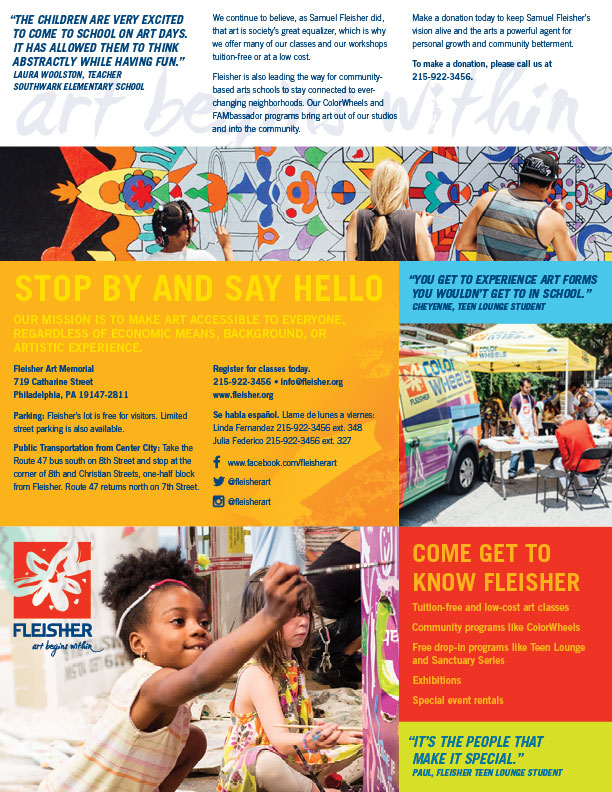 “THE CHILDREN ARE VERY EXCITED
TO COME TO SCHOOL ON ART DAYS.
IT HAS ALLOWED THEM TO THINK
ABSTRACTLY WHILE HAVING FUN.”
LAURA WOOLSTON, TEACHER
SOUTHWARK ELEMENTARY SCHOOL
We continue to believe, as Samuel Fleisher did,
that art is society’s great equalizer, which is why
we offer many of our classes and our workshops
tuition-free or at a low cost.
Fleisher is also leading the way for community-
based arts schools to stay connected to ever-
changing neighborhoods. Our ColorWheels and
FAMbassador programs bring art out of our studios
and into the community.
Make a donation today to keep Samuel Fleisher’s
vision alive and the arts a powerful agent for
personal growth and community betterment.
To make a donation, please call us at
215-922-3456.
art begins within
STOP BY AND SAY HELLO
OUR MISSION IS TO MAKE ART ACCESSIBLE TO EVERYONE,
REGARDLESS OF ECONOMIC MEANS, BACKGROUND, OR
ARTISTIC EXPERIENCE.
Fleisher Art Memorial
719 Catharine Street
Philadelphia, PA 19147-2811
Parking: Fleisher’s lot is free for visitors. Limited
street parking is also available.
Public Transportation from Center City: Take the
Route 47 bus south on 8th Street and stop at the
corner of 8th and Christian Streets, one-half block
from Fleisher. Route 47 returns north on 7th Street.
Register for classes today.
215-922-3456 • info@fleisher.org
www.fleisher.org
Se habla español. Llame de lunes a viernes:
Linda Fernandez 215-922-3456 ext. 348
Julia Federico 215-922-3456 ext. 327
www.facebook.com/fleisherart
@fleisherart
@fleisherart
“YOU GET TO EXPERIENCE ART FORMS
YOU WOULDN’T GET TO IN SCHOOL.”
CHEYENNE, TEEN LOUNGE STUDENT
COLOR
WHEELS
COLOR
WHEELS
FLEISHER
FLEISHER
art begins within
COME GET TO
KNOW FLEISHER
Tuition-free and low-cost art classes
Community programs like ColorWheels
Free drop-in programs like Teen Lounge
and Sanctuary Series
Exhibitions
Special event rentals
“IT’S THE PEOPLE THAT
MAKE IT SPECIAL.”
PAUL, FLEISHER TEEN LOUNGE STUDENT